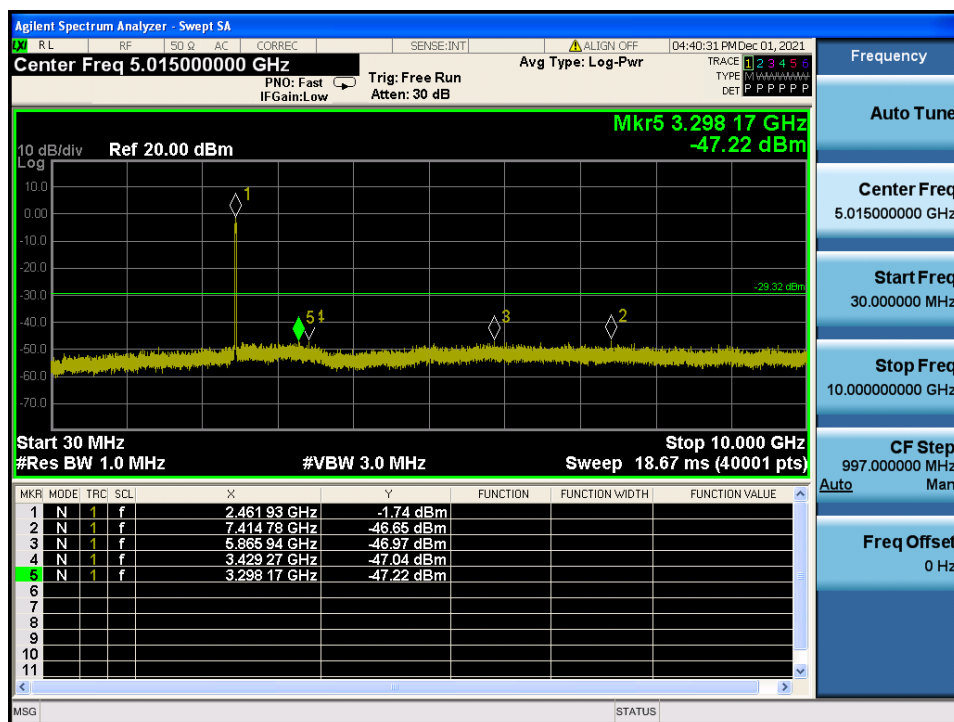 Agilent Spectrum Analyzer - Swept SA
LXI RL RF 50 Ω AC CORREC SENSE:INT ALIGN OFF 04:40:31 PM Dec 01, 2021
Center Freq 5.015000000 GHz
PNO: Fast
IFGain:Low
Trig: Free Run
Atten: 30 dB
Avg Type: Log-Pwr
TRACE 1 2 3 4 5 6
TYPE M WWWWW
DET P P P P P P
Mkr5 3.298 17 GHz
-47.22 dBm
10 dB/div Ref 20.00 dBm
Log
10.0
0.00
-10.0
-20.0
-30.0
-40.0
-50.0
-60.0
-70.0
1
5 4
3
2
-29.32 dBm
Start 30 MHz Stop 10.000 GHz
#Res BW 1.0 MHz #VBW 3.0 MHz Sweep 18.67 ms (40001 pts)
MKR MODE TRC SCL X Y FUNCTION FUNCTION WIDTH FUNCTION VALUE
1 N 1 f 2.461 93 GHz -1.74 dBm
2 N 1 f 7.414 78 GHz -46.65 dBm
3 N 1 f 5.865 94 GHz -46.97 dBm
4 N 1 f 3.429 27 GHz -47.04 dBm
5 N 1 f 3.298 17 GHz -47.22 dBm
6
7
8
9
10
11
MSG STATUS
Frequency
Auto Tune
Center Freq
5.015000000 GHz
Start Freq
30.000000 MHz
Stop Freq
10.000000000 GHz
CF Step
997.000000 MHz
Auto Man
Freq Offset
0 Hz